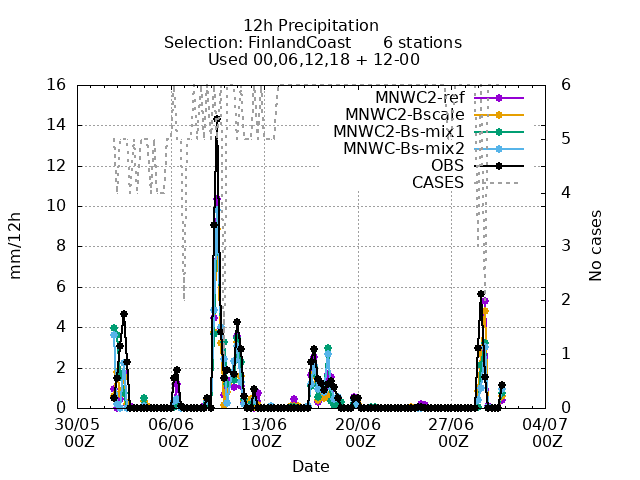 12h Precipitation
Selection: FinlandCoast 6 stations
Used 00,06,12,18 + 12-00
16 6
14 5
12 4
10
8 3
6 2
4
2 1
0 0
mm/12h
No cases
MNWC2-ref
MNWC2-Bscale
MNWC2-Bs-mix1
MNWC-Bs-mix2
OBS
CASES
30/05 06/06 13/06 20/06 27/06 04/07
00Z 00Z 00Z 00Z 00Z 00Z
Date